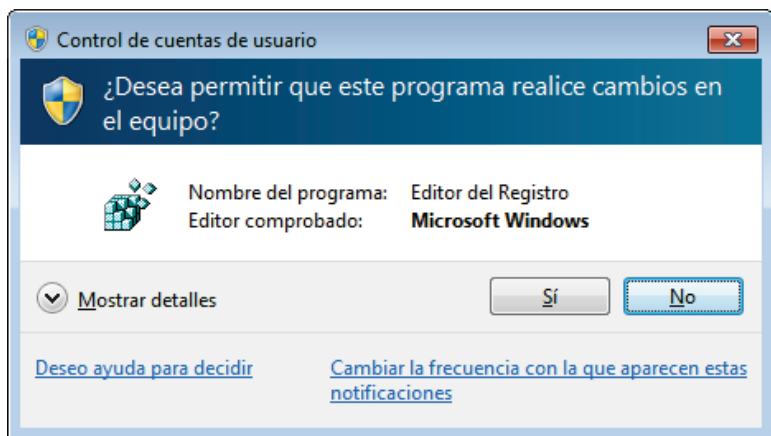 Control de cuentas de usuario
¿Desea permitir que este programa realice cambios en
el equipo?
Nombre del programa: Editor del Registro
Editor comprobado: Microsoft Windows
Mostrar detalles
Sí
No
Deseo ayuda para decidir
Cambiar la frecuencia con la que aparecen estas
notificaciones